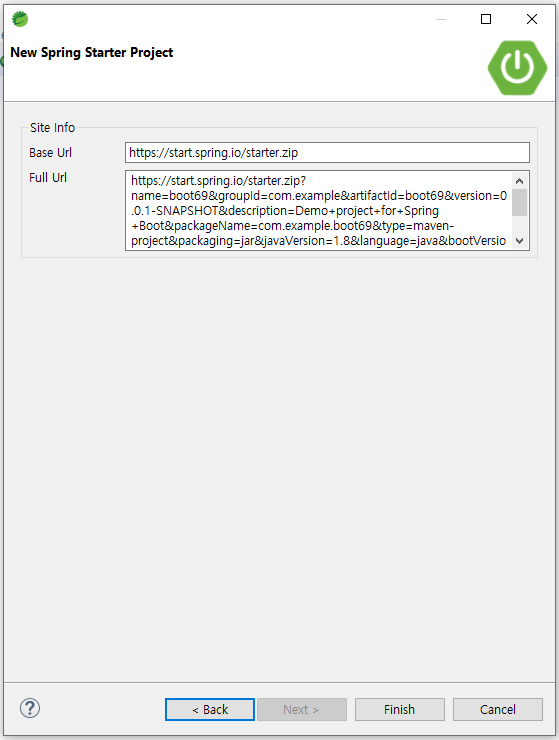 New Spring Starter Project
Site Info
Base Url
https://start.spring.io/starter.zip
Full Url
https://start.spring.io/starter.zip?
name=boot69&groupId=com.example&artifactId=boot69&version=0
.0.1-SNAPSHOT&description=Demo+project+for+Spring
+Boot&packageName=com.example.boot69&type=maven-
project&packaging=jar&javaVersion=1.8&language=java&bootVersio
?
< Back
Next >
Finish
Cancel